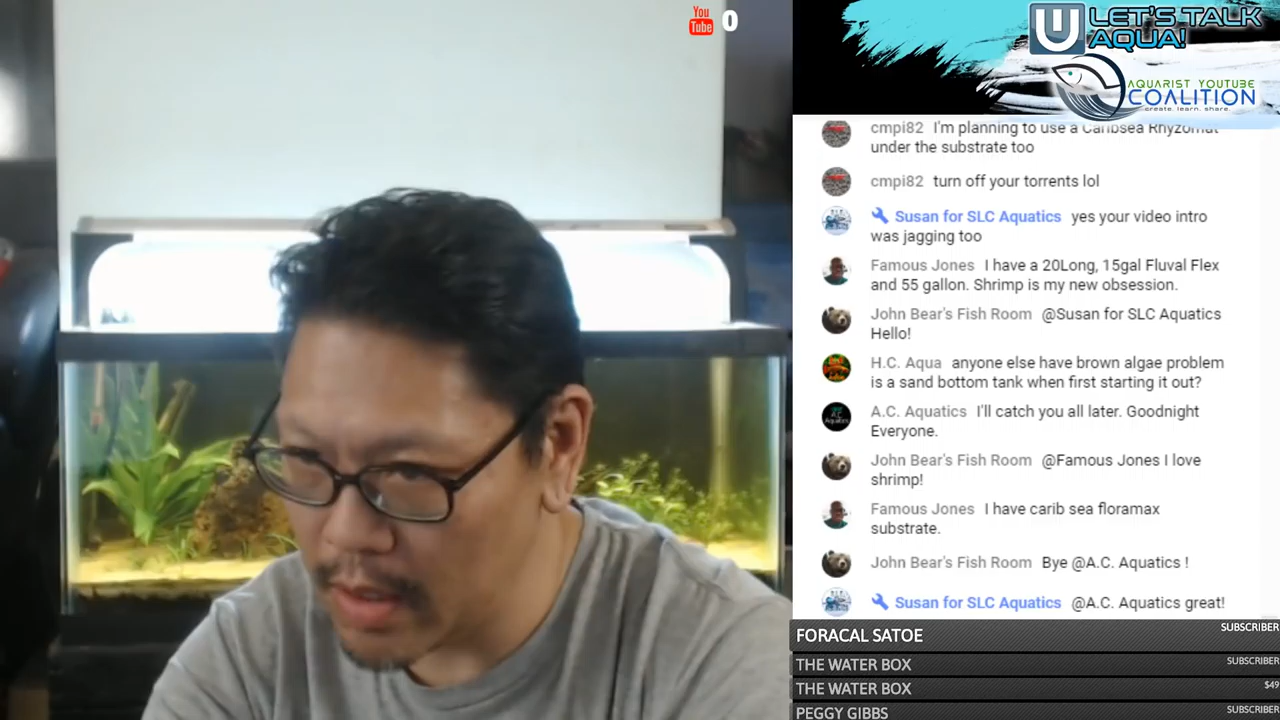 You
Tube
0
LET'S TALK
AQUA!
AQUARIST YOUTUBE
COALITION
create. learn. share.
cmpi82 I'm planning to use a Caribsea Rhyzomat
under the substrate too
cmpi82 turn off your torrents lol
Susan for SLC Aquatics yes your video intro
was jagging too
Famous Jones I have a 20Long, 15gal Fluval Flex
and 55 gallon. Shrimp is my new obsession.
John Bear's Fish Room @Susan for SLC Aquatics
Hello!
H.C. Aqua anyone else have brown algae problem
is a sand bottom tank when first starting it out?
A.C. Aquatics I'll catch you all later. Goodnight
Everyone.
John Bear's Fish Room @Famous Jones I love
shrimp!
Famous Jones I have carib sea floramax
substrate.
John Bear's Fish Room Bye @A.C. Aquatics !
Susan for SLC Aquatics @A.C. Aquatics great!
FORACAL SATOE SUBSCRIBER
THE WATER BOX SUBSCRIBER
THE WATER BOX $49
PEGGY GIBBS SUBSCRIBER